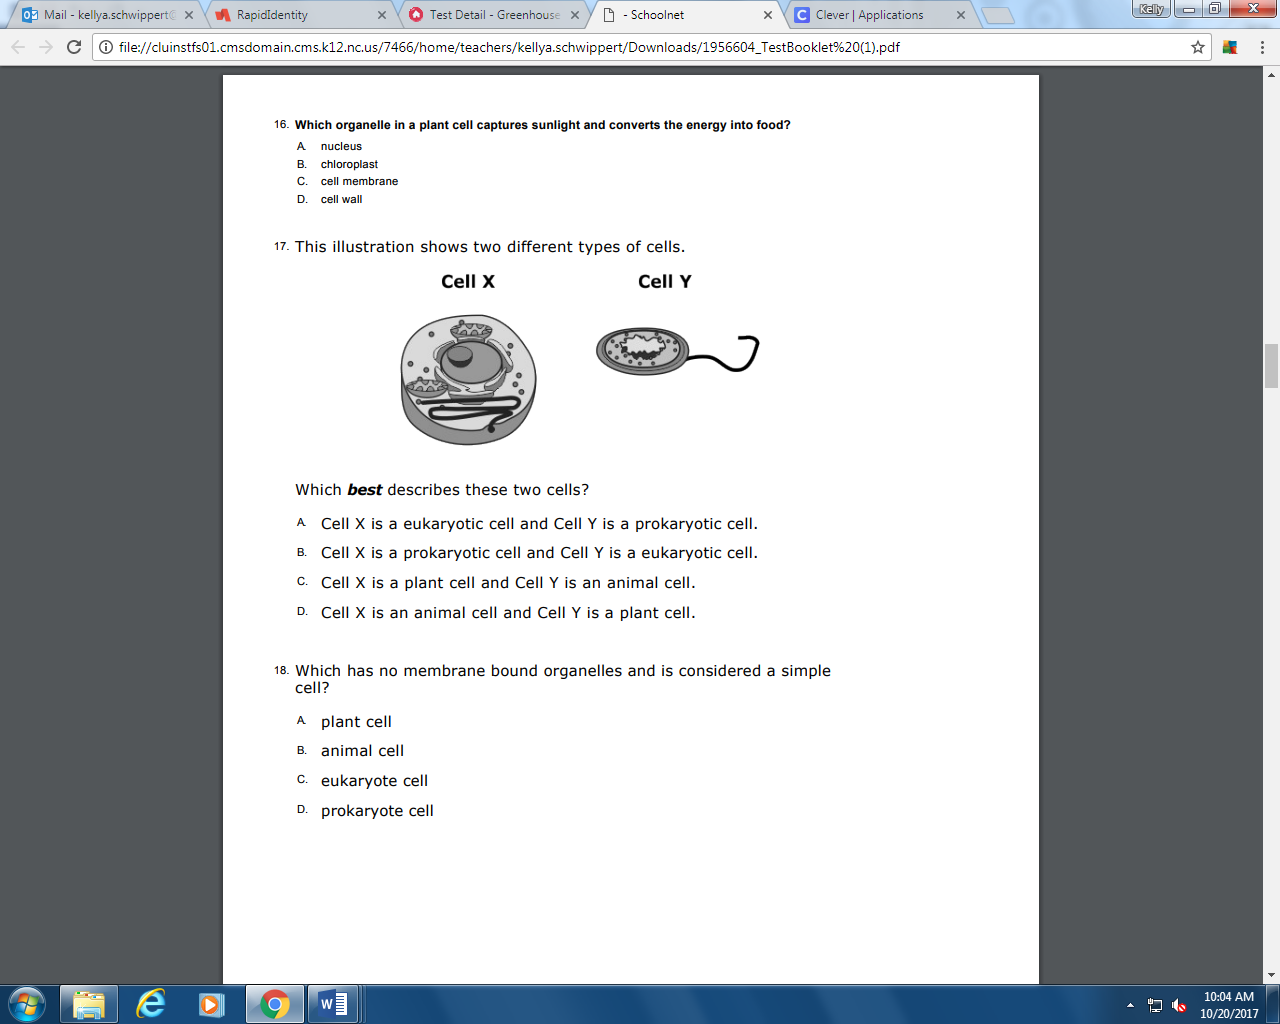 Mail - kellya.schwippert@
RapidIdentity
Test Detail - Greenhouse
- Schoolnet
Clever | Applications
Kelly
file://cluinstfs01.cmsdomain.cms.k12.nc.us/7466/home/teachers/kellya.schwippert/Downloads/1956604_TestBooklet%20(1).pdf
16. Which organelle in a plant cell captures sunlight and converts the energy into food?
A. nucleus
B. chloroplast
C. cell membrane
D. cell wall
17. This illustration shows two different types of cells.
Cell X Cell Y
Which best describes these two cells?
A. Cell X is a eukaryotic cell and Cell Y is a prokaryotic cell.
B. Cell X is a prokaryotic cell and Cell Y is a eukaryotic cell.
C. Cell X is a plant cell and Cell Y is an animal cell.
D. Cell X is an animal cell and Cell Y is a plant cell.
18. Which has no membrane bound organelles and is considered a simple
cell?
A. plant cell
B. animal cell
C. eukaryote cell
D. prokaryote cell
10:04 AM
10/20/2017